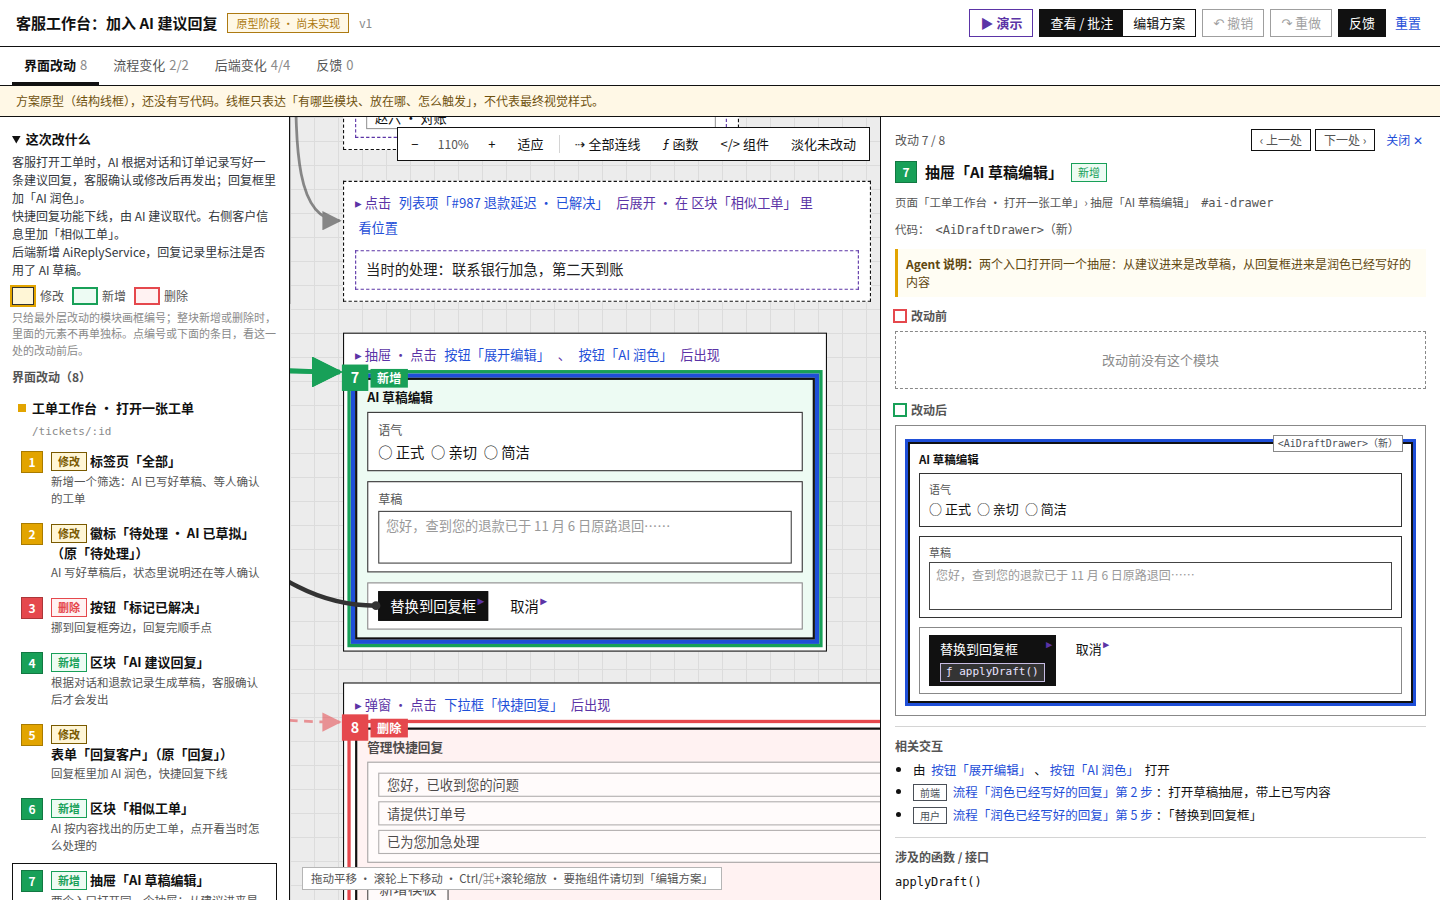 客服工作台：加入 AI 建议回复 原型阶段 · 尚未实现 v1 ▶ 演示 查看 / 批注 编辑方案 ↶ 撤销 ↷ 重做 反馈 重置
界面改动 8 流程变化 2/2 后端变化 4/4 反馈 0
方案原型（结构线框），还没有写代码。线框只表达「有哪些模块、放在哪、怎么触发」，不代表最终视觉样式。
▼ 这次改什么
客服打开工单时，AI 根据对话和订单记录写好一
条建议回复，客服确认或修改后再发出；回复框里
加「AI 润色」。
快捷回复功能下线，由 AI 建议取代。右侧客户信
息里加「相似工单」。
后端新增 AiReplyService，回复记录里标注是否
用了 AI 草稿。
修改 新增 删除
只给最外层改动的模块画框编号；整块新增或删除时，
里面的元素不再单独标。点编号或下面的条目，看这一
处的改动前后。
界面改动（8）
工单工作台 · 打开一张工单
/tickets/:id
1 修改 标签页「全部」
新增一个筛选：AI 已写好草稿、等人确认
的工单
2 修改 徽标「待处理 · AI 已草拟」
（原「待处理」）
AI 写好草稿后，状态里说明还在等人确认
3 删除 按钮「标记已解决」
挪到回复框旁边，回复完顺手点
4 新增 区块「AI 建议回复」
根据对话和退款记录生成草稿，客服确认
后才会发出
5 修改
表单「回复客户」（原「回复」）
回复框里加 AI 润色，快捷回复下线
6 新增 区块「相似工单」
AI 按内容找出的历史工单，点开看当时怎
么处理的
7 新增 抽屉「AI 草稿编辑」
两个入口打开同一个抽屉：从建议进来是
赵六 · 对账
− 110% + 适应 ⇢ 全部连线 ƒ 函数 </> 组件 淡化未改动
▸ 点击 列表项「#987 退款延迟 · 已解决」 后展开 · 在 区块「相似工单」 里
看位置
当时的处理：联系银行加急，第二天到账
▸ 抽屉 · 点击 按钮「展开编辑」 、 按钮「AI 润色」 后出现
7 新增
AI 草稿编辑
语气
正式 亲切 简洁
草稿
您好，查到您的退款已于 11 月 6 日原路退回……
替换到回复框 ▸ 取消 ▸
▸ 弹窗 · 点击 下拉框「快捷回复」 后出现
8 删除
管理快捷回复
您好，已收到您的问题
请提供订单号
已为您加急处理
新增模板
拖动平移 · 滚轮上下移动 · Ctrl/⌘+滚轮缩放 · 要拖组件请切到「编辑方案」
改动 7 / 8 ‹ 上一处 下一处 › 关闭 ✕
7 抽屉「AI 草稿编辑」 新增
页面「工单工作台 · 打开一张工单」 › 抽屉「AI 草稿编辑」 #ai-drawer
代码： <AiDraftDrawer>（新）
Agent 说明：两个入口打开同一个抽屉：从建议进来是改草稿，从回复框进来是润色已经写好的
内容
改动前
改动前没有这个模块
改动后
<AiDraftDrawer>（新）
AI 草稿编辑
语气
正式 亲切 简洁
草稿
您好，查到您的退款已于 11 月 6 日原路退回……
替换到回复框 ▸ 取消 ▸
ƒ applyDraft()
相关交互
• 由 按钮「展开编辑」 、 按钮「AI 润色」 打开
• 前端 流程「润色已经写好的回复」第 2 步： 打开草稿抽屉，带上已写内容
• 用户 流程「润色已经写好的回复」第 5 步： 「替换到回复框」
涉及的函数 / 接口
applyDraft()